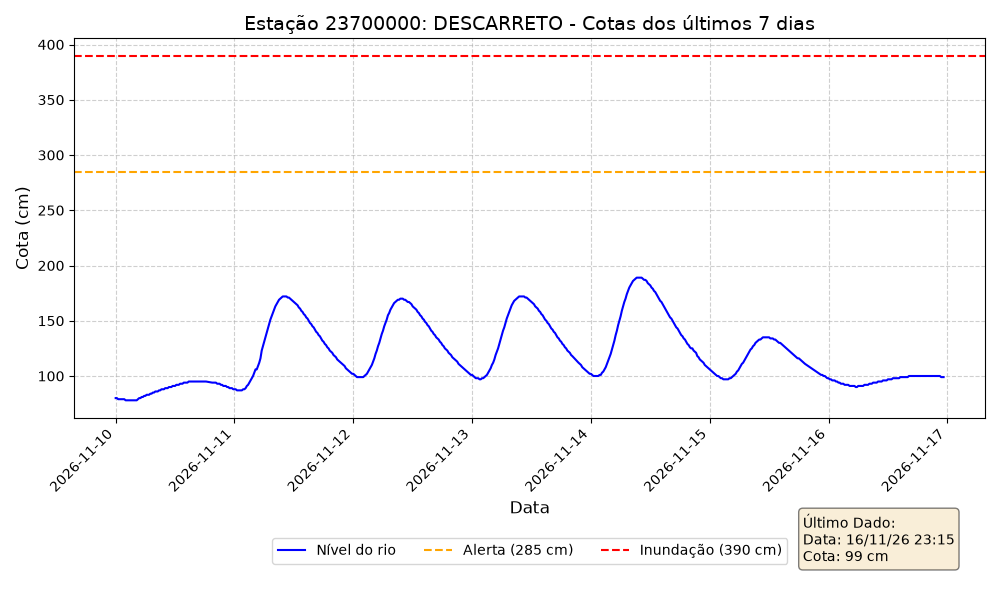 Estação 23700000: DESCARRETO - Cotas dos últimos 7 dias
Cota (cm)
400
350
300
250
200
150
100
2026-11-10
2026-11-11
2026-11-12
2026-11-13
2026-11-14
2026-11-15
2026-11-16
2026-11-17
Data
Nível do rio
Alerta (285 cm)
Inundação (390 cm)
Último Dado:
Data: 16/11/26 23:15
Cota: 99 cm